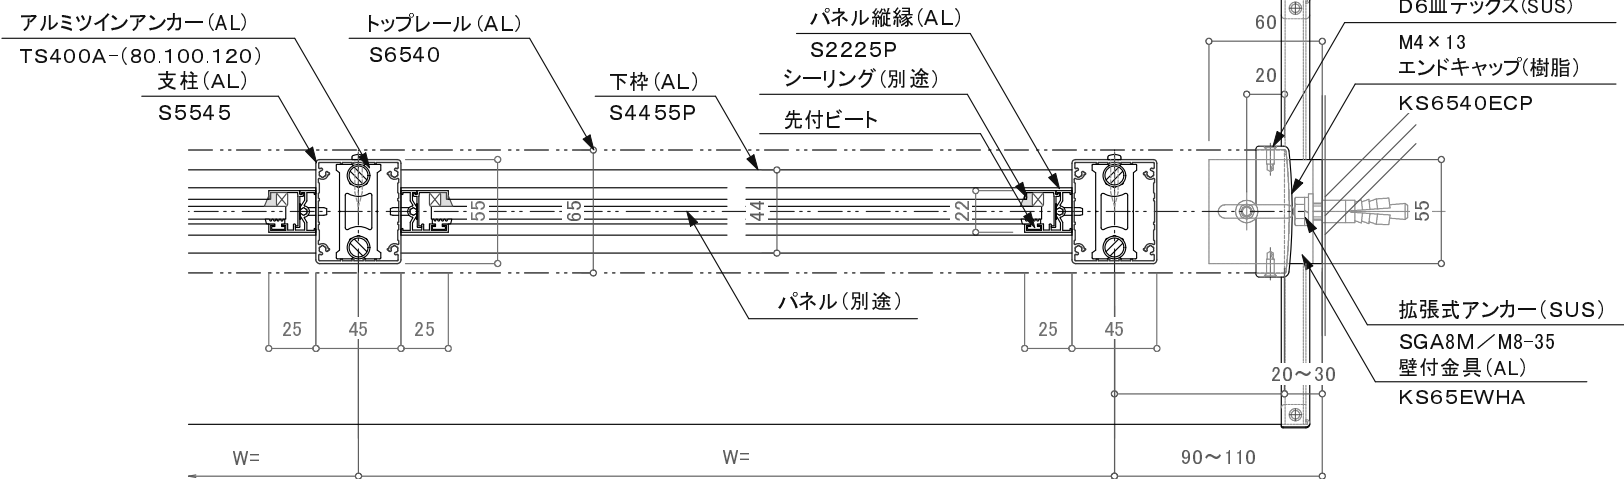 アルミツインアンカー(AL)
TS400A-(80.100.120)
支柱(AL)
S5545
トップレール(AL)
S6540
下枠(AL)
S4455P
パネル縦縁(AL)
S2225P
シーリング(別途)
先付ビート
D6皿テックス(SUS)
M4×13
エンドキャップ(樹脂)
KS6540ECP
60
20
55
65
44
22
55
パネル(別途)
25
45
25
25
45
拡張式アンカー(SUS)
SGA8M/M8-35
壁付金具(AL)
KS65EWHA
20~30
W=
W=
90~110